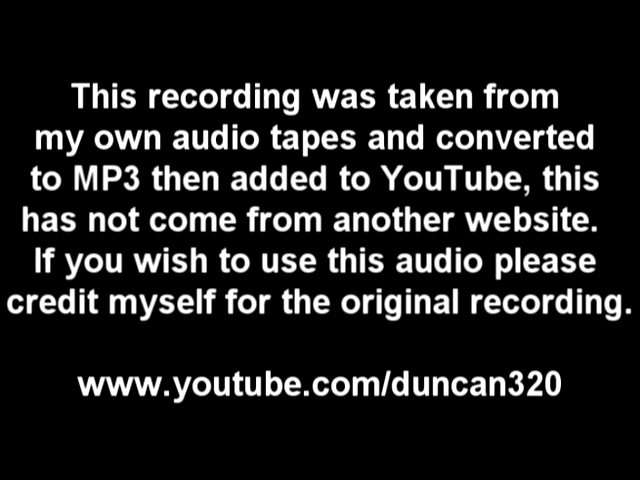 This recording was taken from
my own audio tapes and converted
to MP3 then added to YouTube, this
has not come from another website.
If you wish to use this audio please
credit myself for the original recording.
www.youtube.com/duncan320